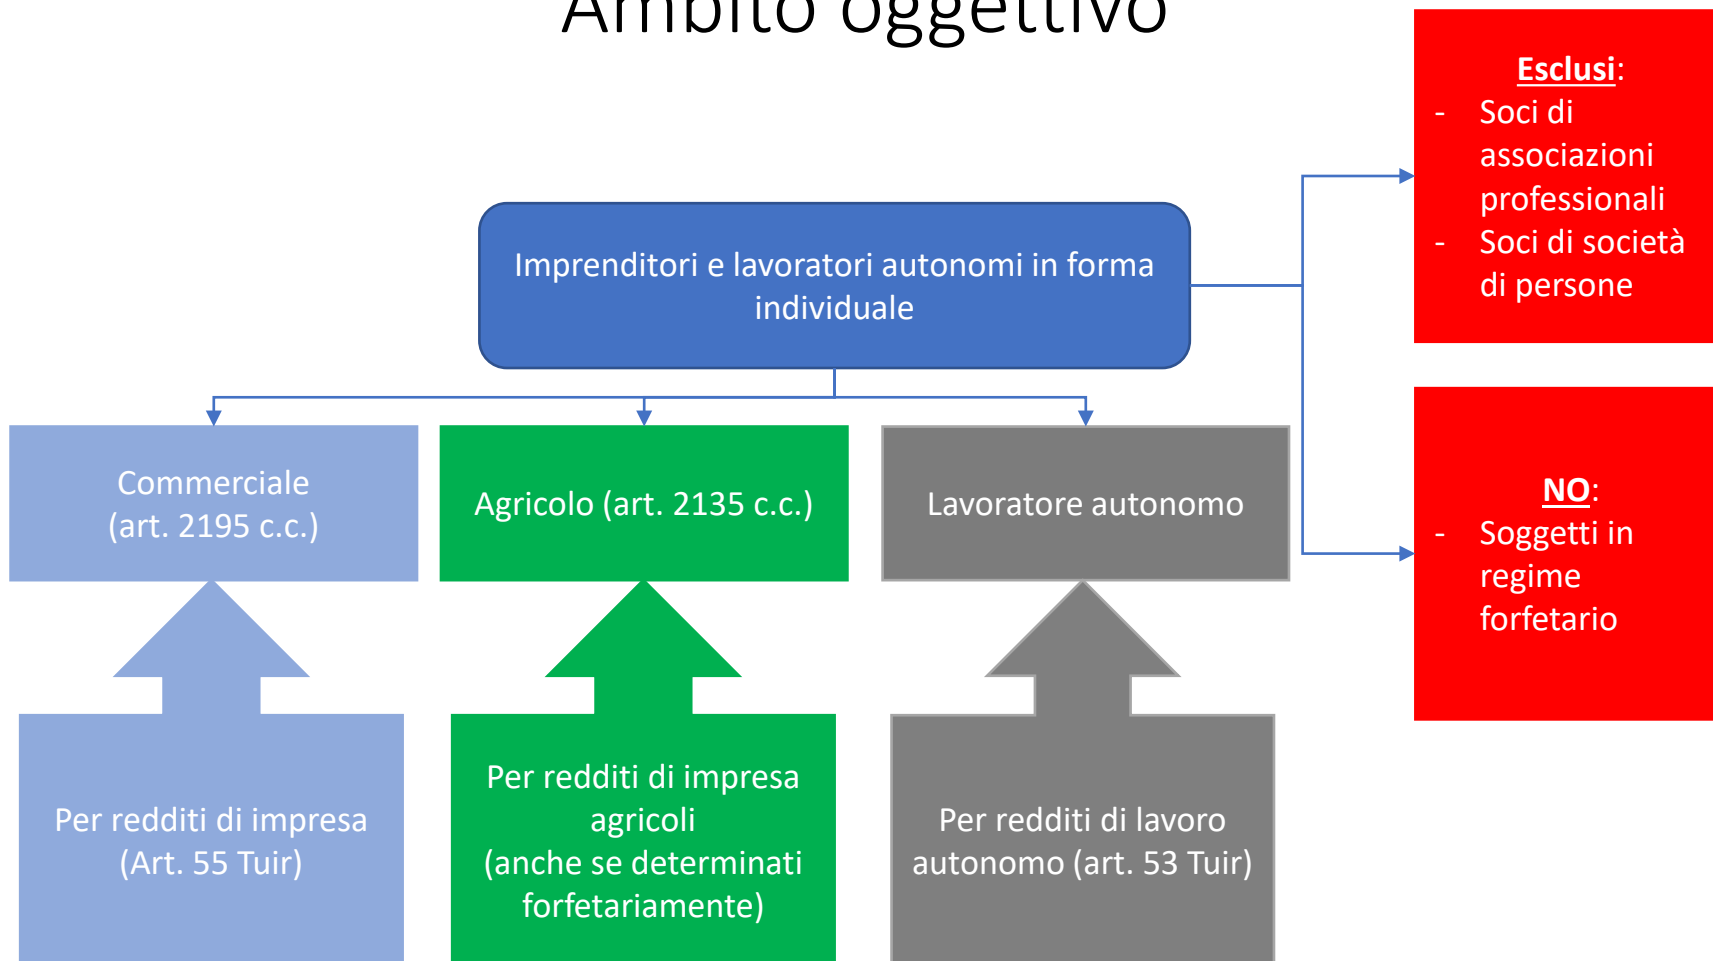 Ambito oggettivo
Esclusi:
- Soci di
associazioni
professionali
- Soci di società
di persone
Imprenditori e lavoratori autonomi in forma
individuale
Commerciale
(art. 2195 c.c.)
Agricolo (art. 2135 c.c.)
Lavoratore autonomo
NO:
- Soggetti in
regime
forfetario
Per redditi di impresa
(Art. 55 Tuir)
Per redditi di impresa
agricoli
(anche se determinati
forfetariamente)
Per redditi di lavoro
autonomo (art. 53 Tuir)